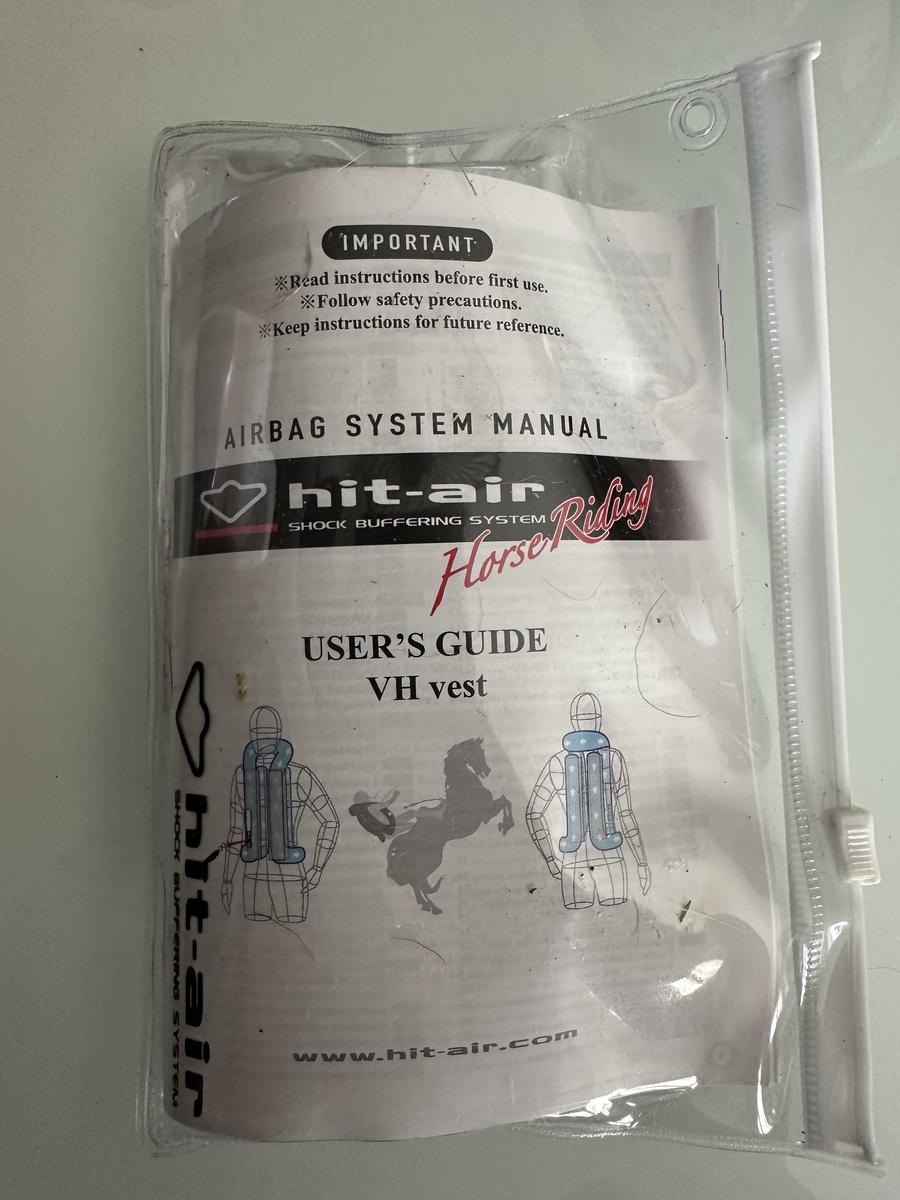 IMPORTANT
※Read instructions before first use.
※Follow safety precautions.
※Keep instructions for future reference.
AIRBAG SYSTEM MANUAL
hit-air
SHOCK BUFFERING SYSTEM
Horse Riding
USER'S GUIDE
VH vest
www.hit-air.com
hit-air
SHOCK BUFFERING SYSTEM